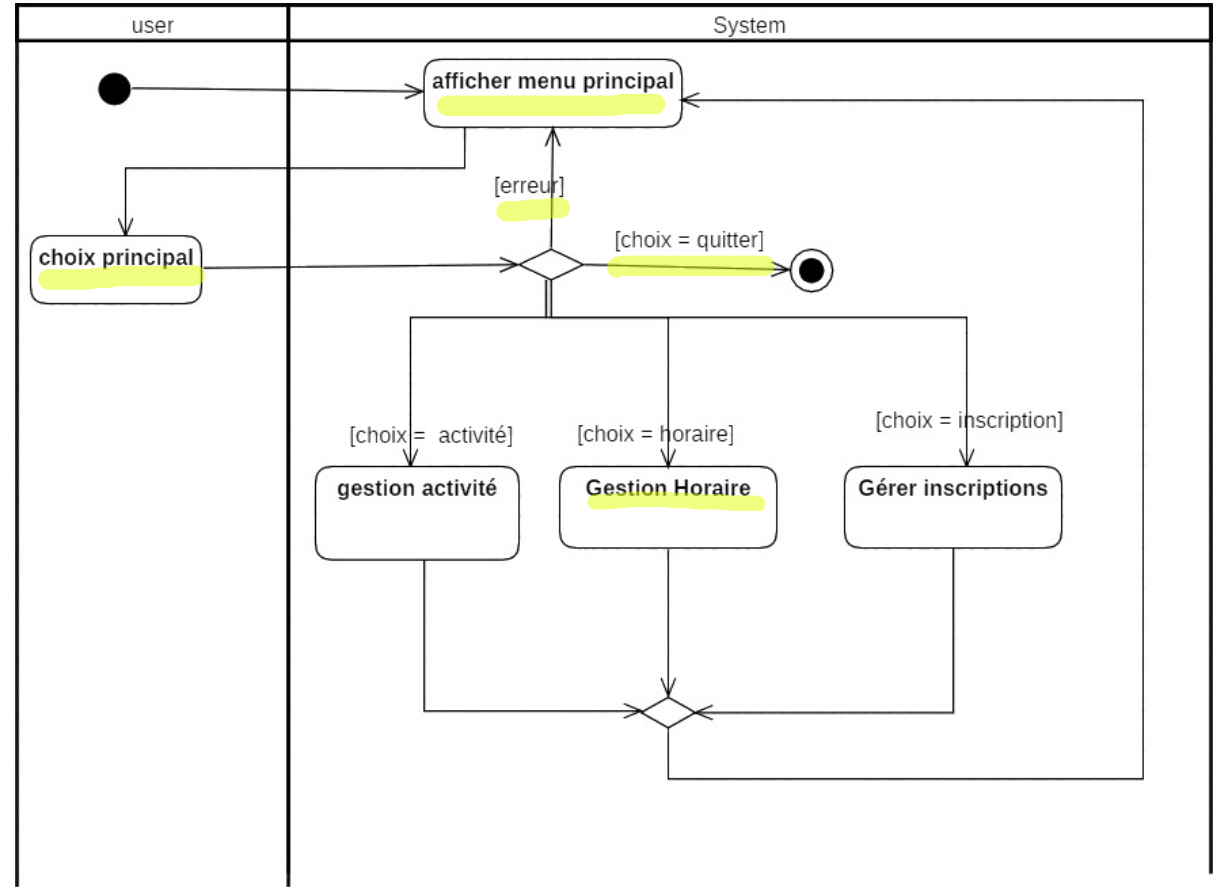 user
System
afficher menu principal
[erreur]
[choix = quitter]
choix principal
[choix =  activité]
[choix = horaire]
[choix = inscription]
gestion activité
Gestion Horaire
Gérer inscriptions